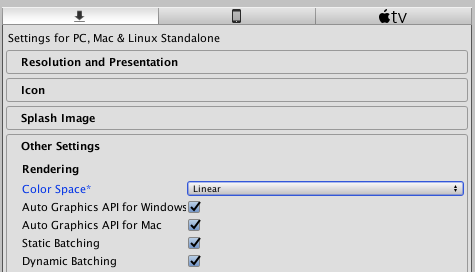 tv
Settings for PC, Mac & Linux Standalone
Resolution and Presentation
Icon
Splash Image
Other Settings
Rendering
Color Space* Linear
Auto Graphics API for Windows
Auto Graphics API for Mac
Static Batching
Dynamic Batching